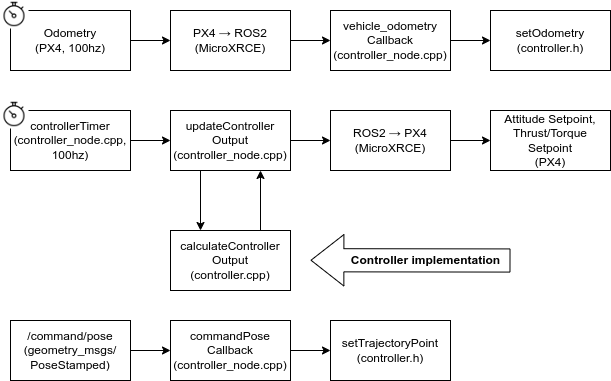 Odometry
(PX4, 100hz)
PX4 → ROS2
(MicroXRCE)
vehicle_odometry
Callback
(controller_node.cpp)
setOdometry
(controller.h)
controllerTimer
(controller_node.cpp,
100hz)
updateController
Output
(controller_node.cpp)
ROS2 → PX4
(MicroXRCE)
Attitude Setpoint,
Thrust/Torque
Setpoint
(PX4)
calculateController
Output
(controller.cpp)
Controller implementation
/command/pose
(geometry_msgs/
PoseStamped)
commandPose
Callback
(controller_node.cpp)
setTrajectoryPoint
(controller.h)